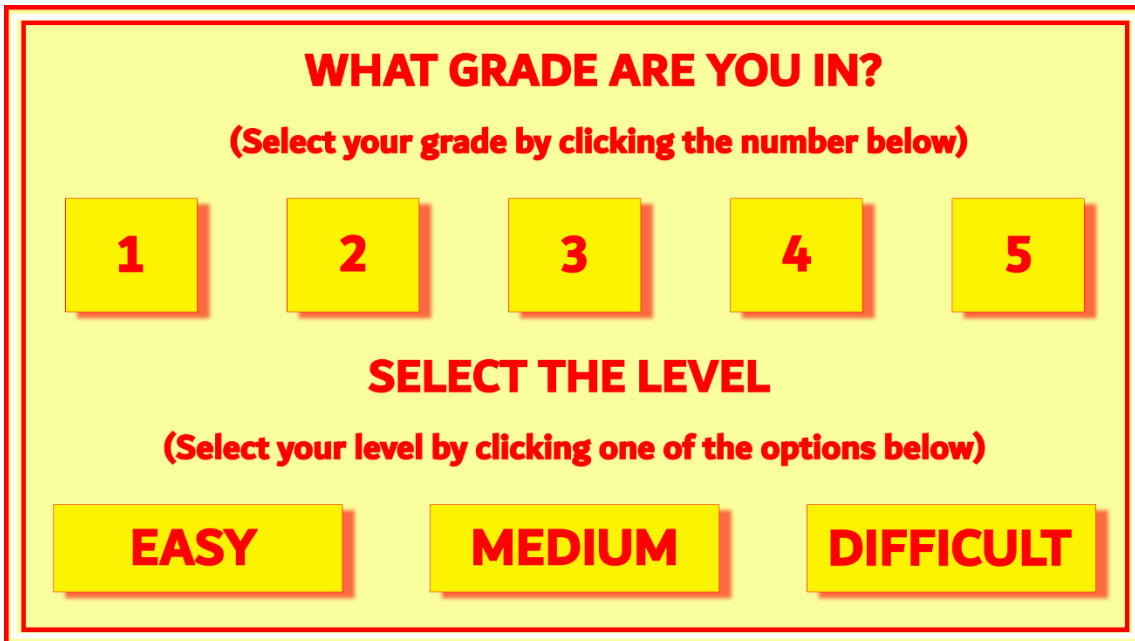 WHAT GRADE ARE YOU IN?
(Select your grade by clicking the number below)
1 2 3 4 5
SELECT THE LEVEL
(Select your level by clicking one of the options below)
EASY MEDIUM DIFFICULT